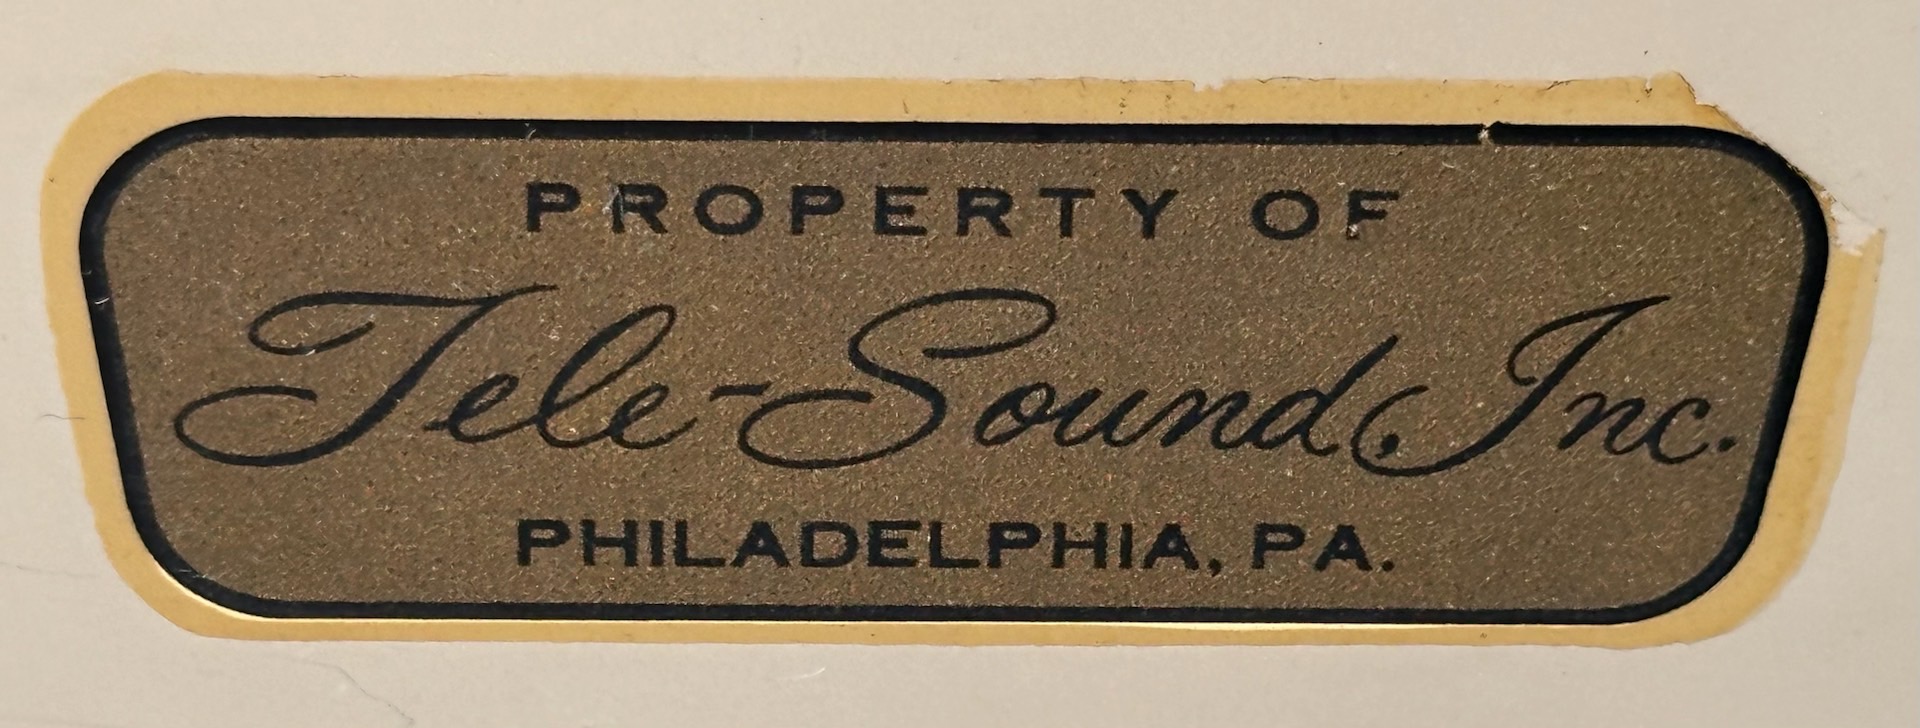 PROPERTY OF
Tele-Sound, Inc.
PHILADELPHIA, PA.